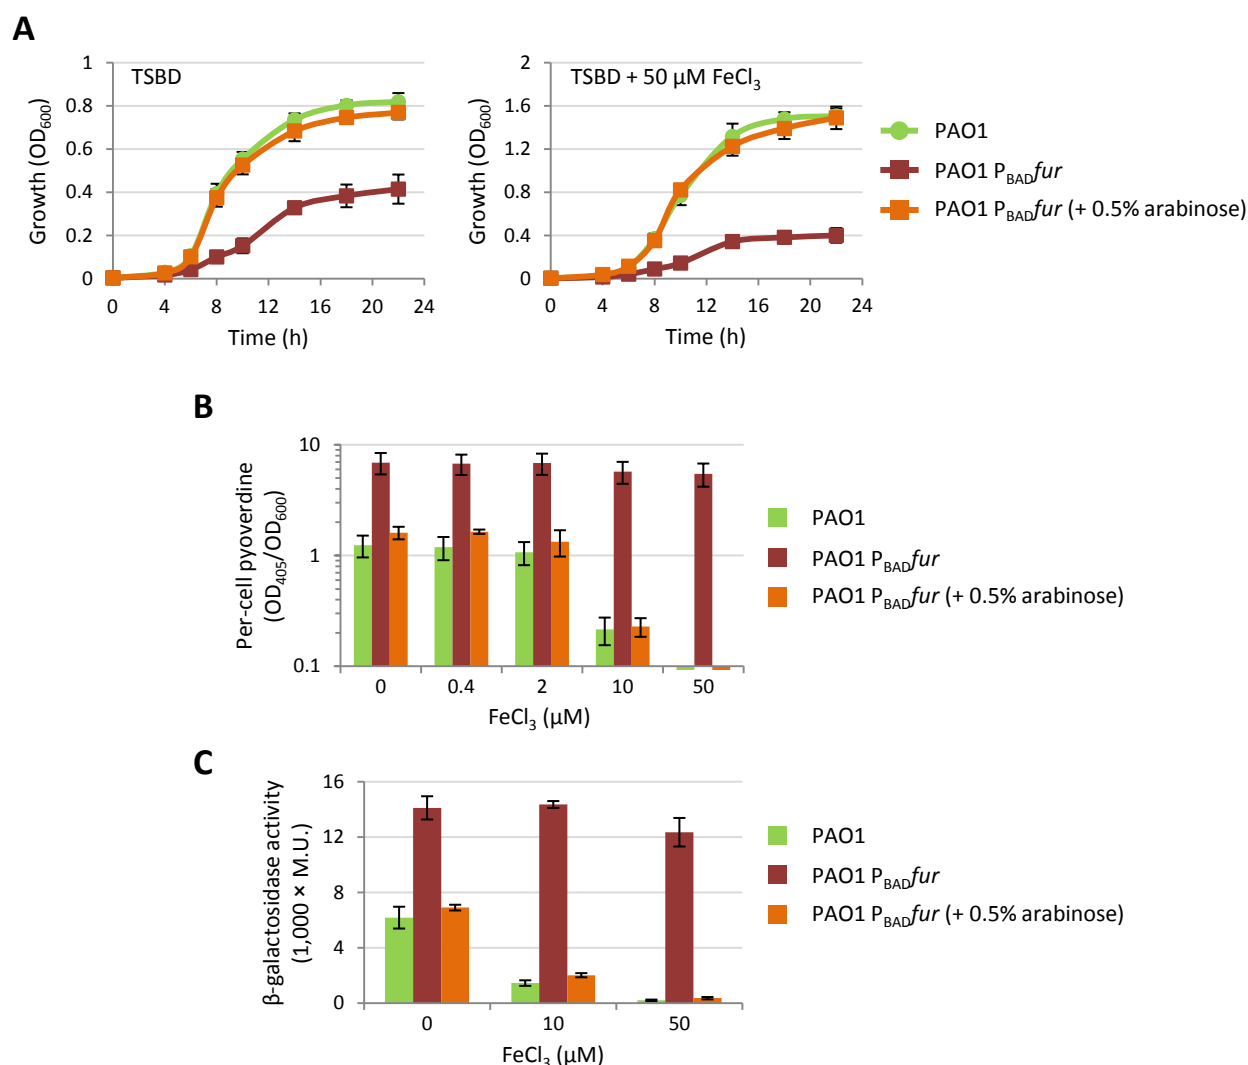 A
TSBD
1
0.8
0.6
0.4
0.2
0
Growth (OD600)
0 4 8 12 16 20 24
Time (h)
TSBD + 50 µM FeCl3
2
1.6
1.2
0.8
0.4
0
Growth (OD600)
0 4 8 12 16 20 24
Time (h)
PAO1
PAO1 PBADfur
PAO1 PBADfur (+ 0.5% arabinose)
B
10
1
0.1
Per-cell pyoverdine
(OD405/OD600)
0 0.4 2 10 50
FeCl3 (µM)
PAO1
PAO1 PBADfur
PAO1 PBADfur (+ 0.5% arabinose)
C
16
12
8
4
0
β-galactosidase activity
(1,000 × M.U.)
0 10 50
FeCl3 (µM)
PAO1
PAO1 PBADfur
PAO1 PBADfur (+ 0.5% arabinose)